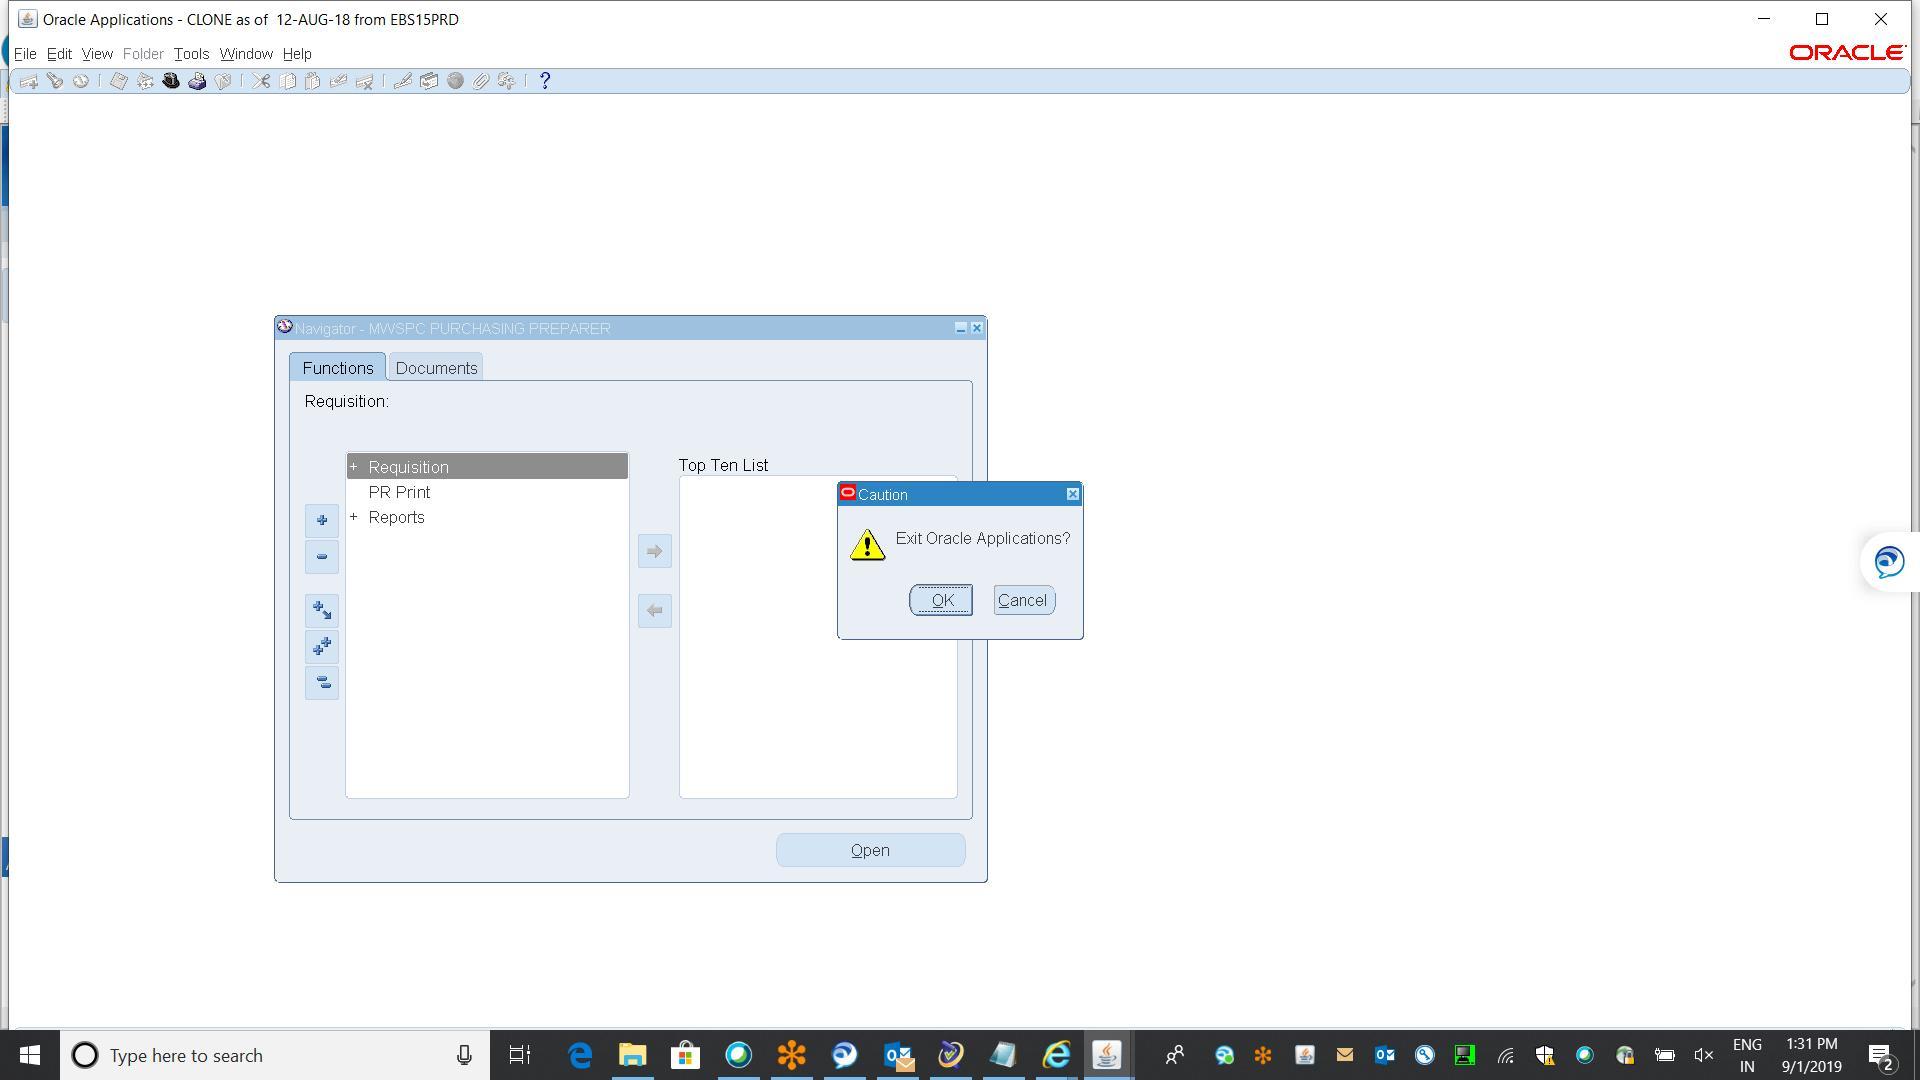 Oracle Applications - CLONE as of  12-AUG-18 from EBS15PRD
File Edit View Folder Tools Window Help
ORACLE
?
Navigator - MWSPC PURCHASING PREPARER
Functions Documents
Requisition:
+ Requisition
PR Print
+ Reports
Top Ten List
Caution
Exit Oracle Applications?
OK Cancel
Open
Type here to search
ENG
IN
1:31 PM
9/1/2019
2